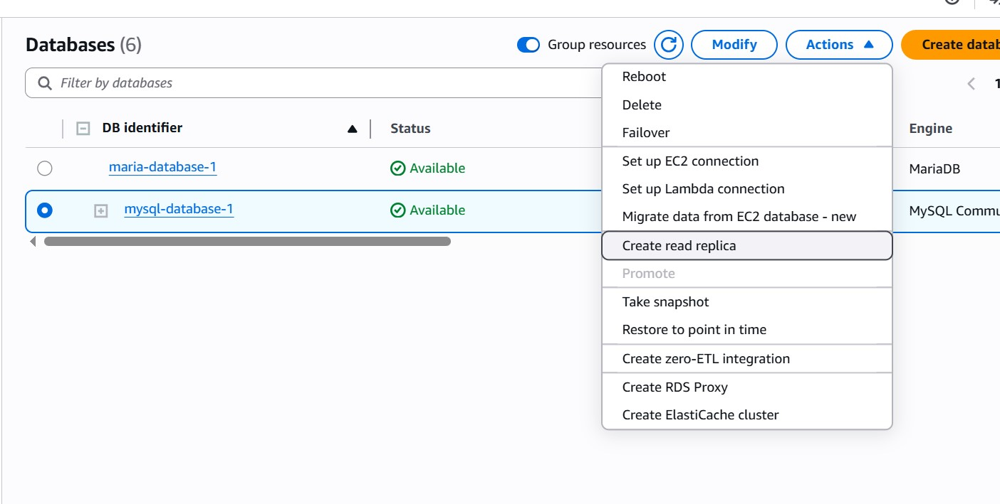 Databases (6)
Group resources
Modify
Actions
Create datab
Filter by databases
1
DB identifier
Status
Engine
maria-database-1
Available
MariaDB
mysql-database-1
Available
MySQL Commu
Reboot
Delete
Failover
Set up EC2 connection
Set up Lambda connection
Migrate data from EC2 database - new
Create read replica
Promote
Take snapshot
Restore to point in time
Create zero-ETL integration
Create RDS Proxy
Create ElastiCache cluster